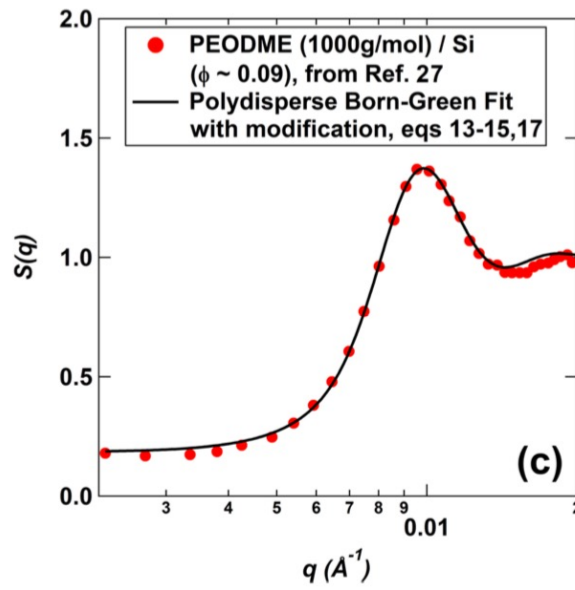 2.0
PEODME (1000g/mol) / Si
(ϕ ~ 0.09), from Ref. 27
Polydisperse Born-Green Fit
with modification, eqs 13-15,17
1.5
S(q)
1.0
0.5
(c)
0.0
3 4 5 6 7 8 9 2
0.01
q (Å⁻¹)